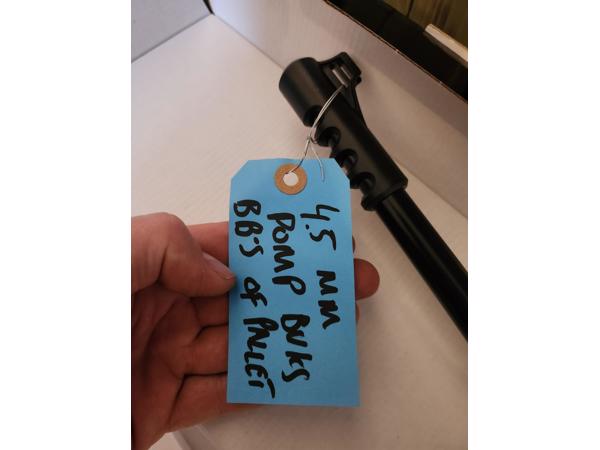 4.5 MM
POMP BUKS
BB'S OF PALLET